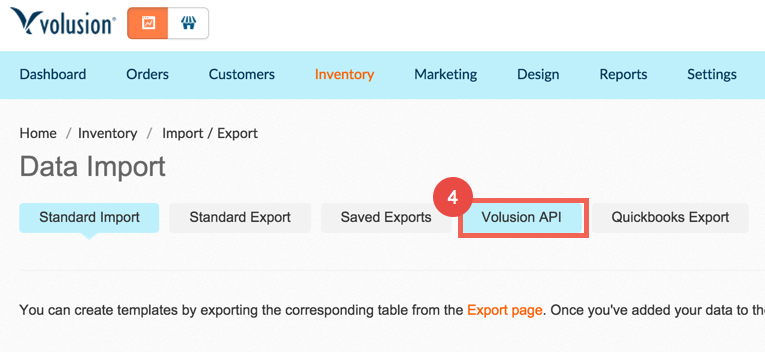 volusion®
Dashboard Orders Customers Inventory Marketing Design Reports Settings
Home / Inventory / Import / Export
Data Import
4
Standard Import Standard Export Saved Exports Volusion API Quickbooks Export
You can create templates by exporting the corresponding table from the Export page. Once you've added your data to